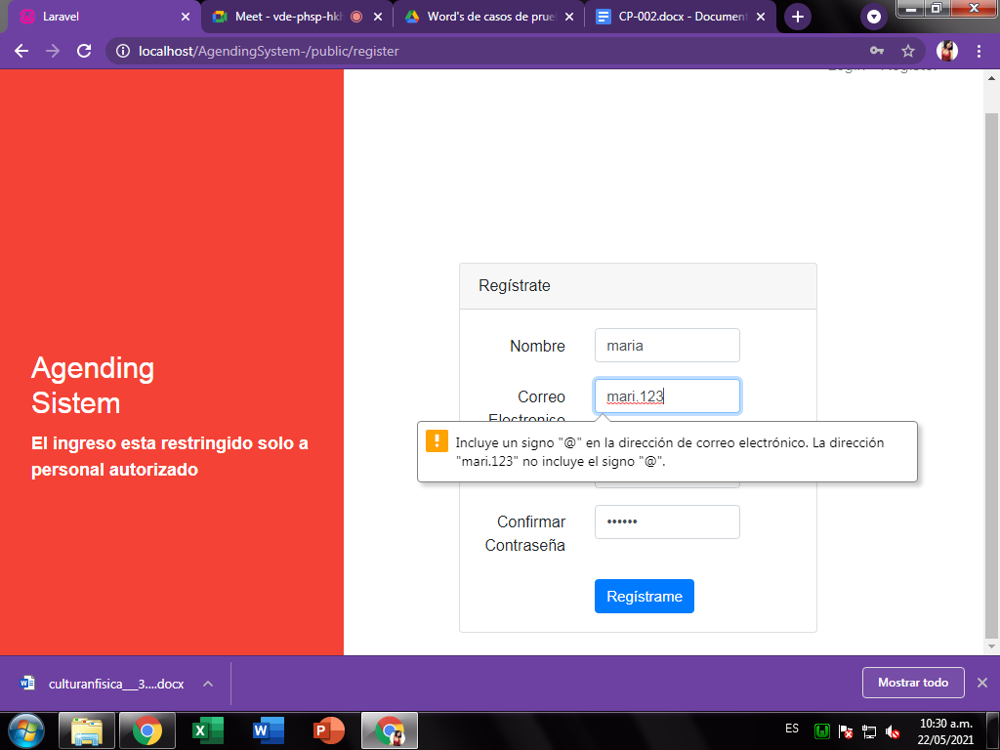 Laravel
Meet - vde-phsp-hkh
Word's de casos de prue
CP-002.docx - Document
localhost/AgendingSystem-/public/register
Login Register
Regístrate
Nombre
maria
Agending
Sistem
Correo
Electronico
mari.123
El ingreso esta restringido solo a
personal autorizado
Incluye un signo "@" en la dirección de correo electrónico. La dirección
"mari.123" no incluye el signo "@".
Confirmar
Contraseña
••••••
Regístrame
culturanfisica___3....docx
Mostrar todo
ES
10:30 a.m.
22/05/2021